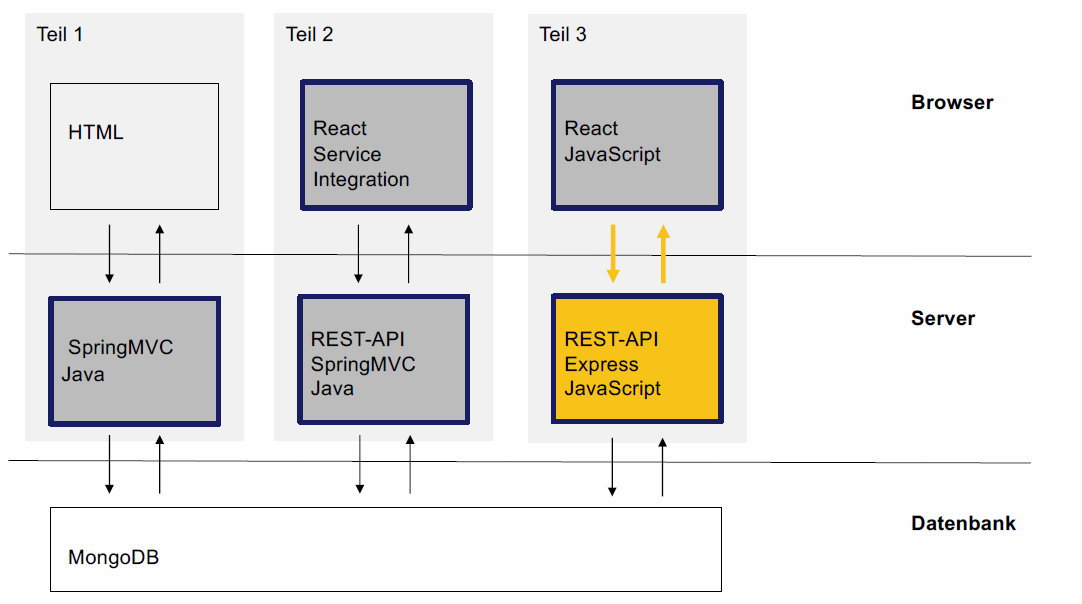 Teil 1
Teil 2
Teil 3
HTML
React
Service
Integration
React
JavaScript
Browser
SpringMVC
Java
REST-API
SpringMVC
Java
REST-API
Express
JavaScript
Server
MongoDB
Datenbank